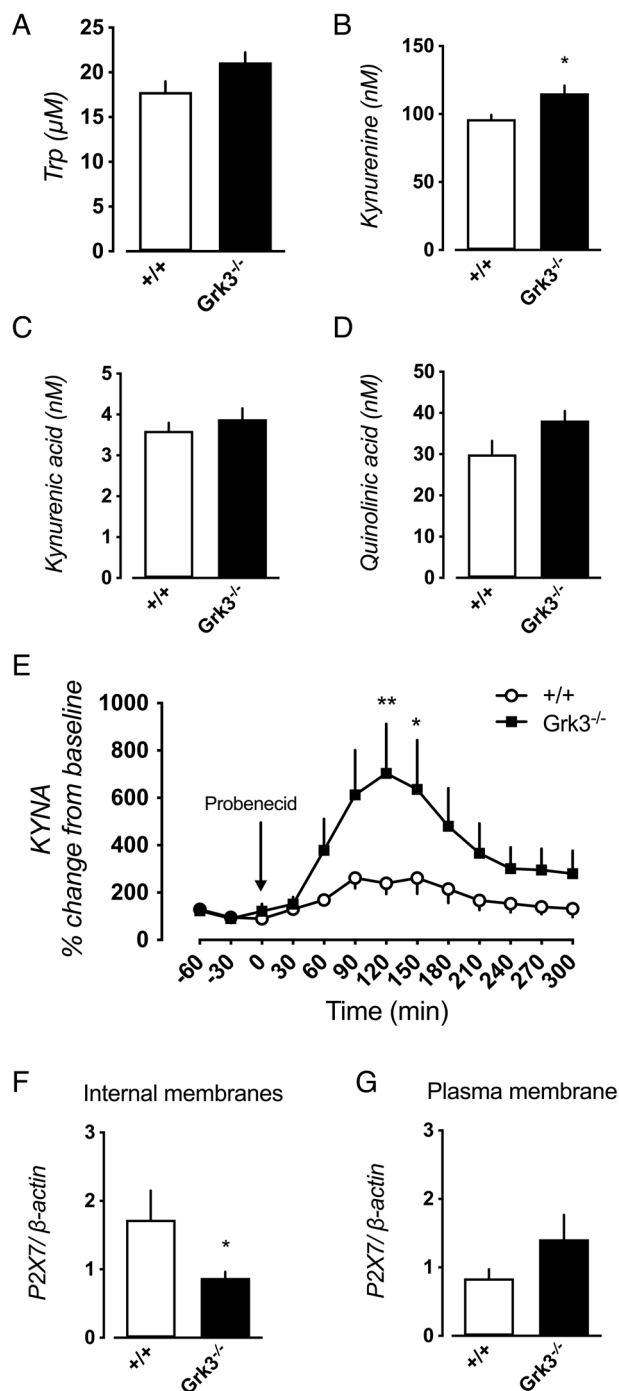 A
Trp (µM)
25
20
15
10
5
0
+/+
Grk3-/-
B
Kynurenine (nM)
150
100
50
0
*
+/+
Grk3-/-
C
Kynurenic acid (nM)
5
4
3
2
1
0
+/+
Grk3-/-
D
Quinolinic acid (nM)
50
40
30
20
10
0
+/+
Grk3-/-
E
KYNA
% change from baseline
1000
800
600
400
200
0
Probenecid
** *
+/+
Grk3-/-
-60 -30 0 30 60 90 120 150 180 210 240 270 300
Time (min)
F
Internal membranes
P2X7/ β-actin
3
2
1
0
*
+/+
Grk3-/-
G
Plasma membrane
P2X7/ β-actin
3
2
1
0
+/+
Grk3-/-